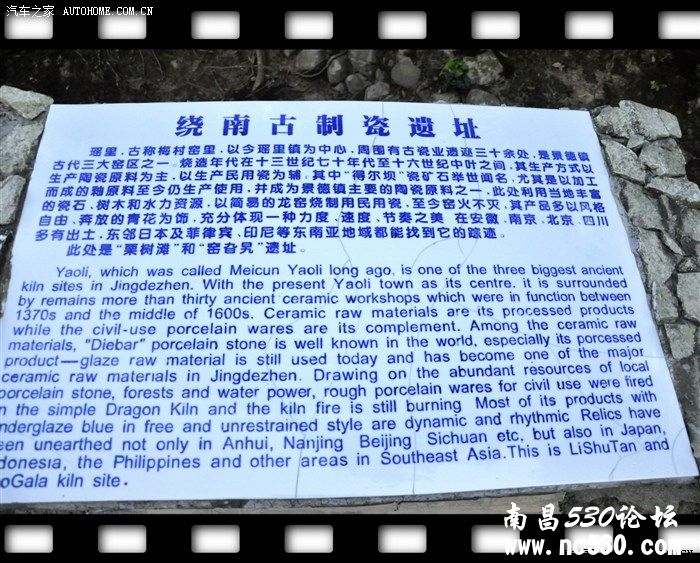 汽车之家 AUTOHOME.COM.CN
绕南古制瓷遗址
瑶里，古称梅村窑里，以今瑶里镇为中心，周围有古瓷业遗迹三十余处，是景德镇
古代三大窑区之一。烧造年代在十三世纪七十年代至十六世纪中叶之间，其生产方式以
生产陶瓷原料为主，以生产民用瓷为辅，其中“得尔坝”瓷矿石举世闻名，尤其是以加工
而成的釉原料至今仍生产使用，并成为景德镇主要的陶瓷原料之一，此处利用当地丰富
的瓷石、树木和水力资源，以简易的龙窑烧制民用瓷，至今窑火不灭，其产品多以风格
自由、奔放的青花为饰，充分体现一种力度、速度、节奏之美 在安徽、南京、北京、四川
多有出土，东邻日本及菲律宾、印尼等东南亚地域都能找到它的踪迹。
此处是“栗树滩”和“窑旮旯”遗址。
Yaoli, which was called Meicun Yaoli long ago, is one of the three biggest ancient
kiln sites in Jingdezhen. With the present Yaoli town as its centre, it is surrounded
by remains more than thirty ancient ceramic workshops which were in function between
1370s and the middle of 1600s. Ceramic raw materials are its processed products
while the civil-use porcelain wares are its complement. Among the ceramic raw
materials, "Diebar" porcelain stone is well known in the world, especially its porcessed
product—glaze raw material is still used today and has become one of the major
ceramic raw materials in Jingdezhen. Drawing on the abundant resources of local
porcelain stone, forests and water power, rough porcelain wares for civil use were fired
n the simple Dragon Kiln and the kiln fire is still burning Most of its products with
nderglaze blue in free and unrestrained style are dynamic and rhythmic Relics have
een unearthed not only in Anhui, Nanjing Beijing Sichuan etc, but also in Japan,
donesia, the Philippines and other areas in Southeast Asia.This is LiShuTan and
oGala kiln site.
南昌530论坛
www.nc530.com